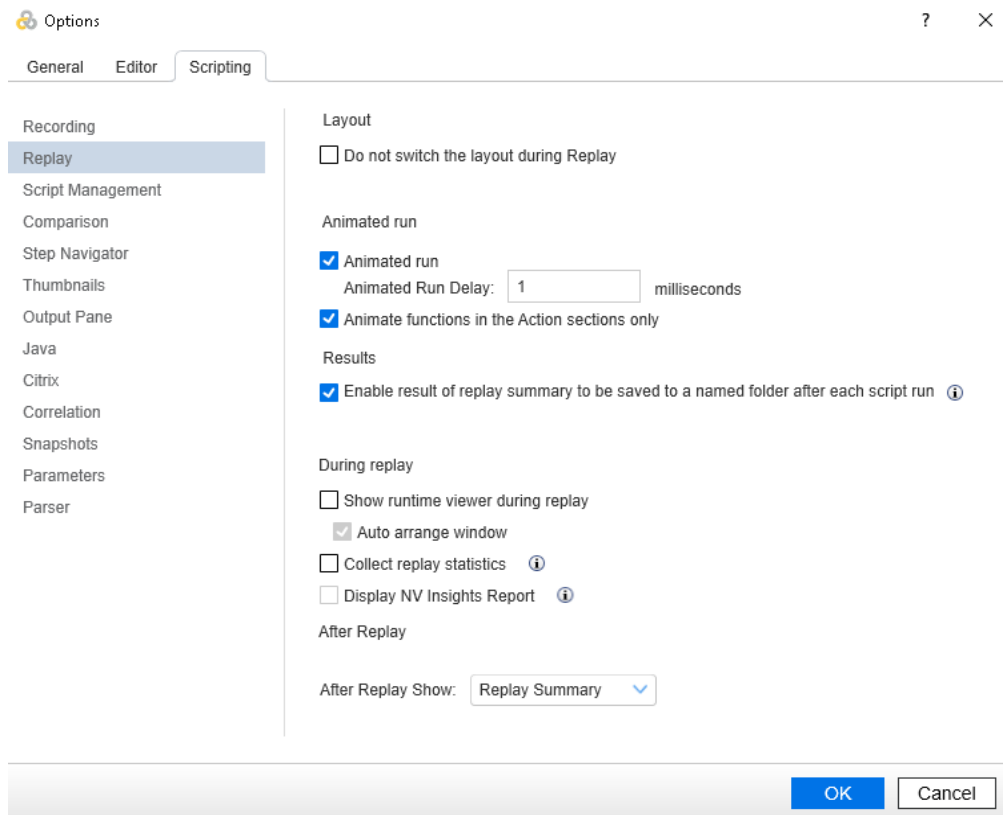 Options
?
General Editor Scripting
Recording
Replay
Script Management
Comparison
Step Navigator
Thumbnails
Output Pane
Java
Citrix
Correlation
Snapshots
Parameters
Parser
Layout
Do not switch the layout during Replay
Animated run
Animated run
Animated Run Delay: 1 milliseconds
Animate functions in the Action sections only
Results
Enable result of replay summary to be saved to a named folder after each script run
During replay
Show runtime viewer during replay
Auto arrange window
Collect replay statistics
Display NV Insights Report
After Replay
After Replay Show: Replay Summary
OK Cancel